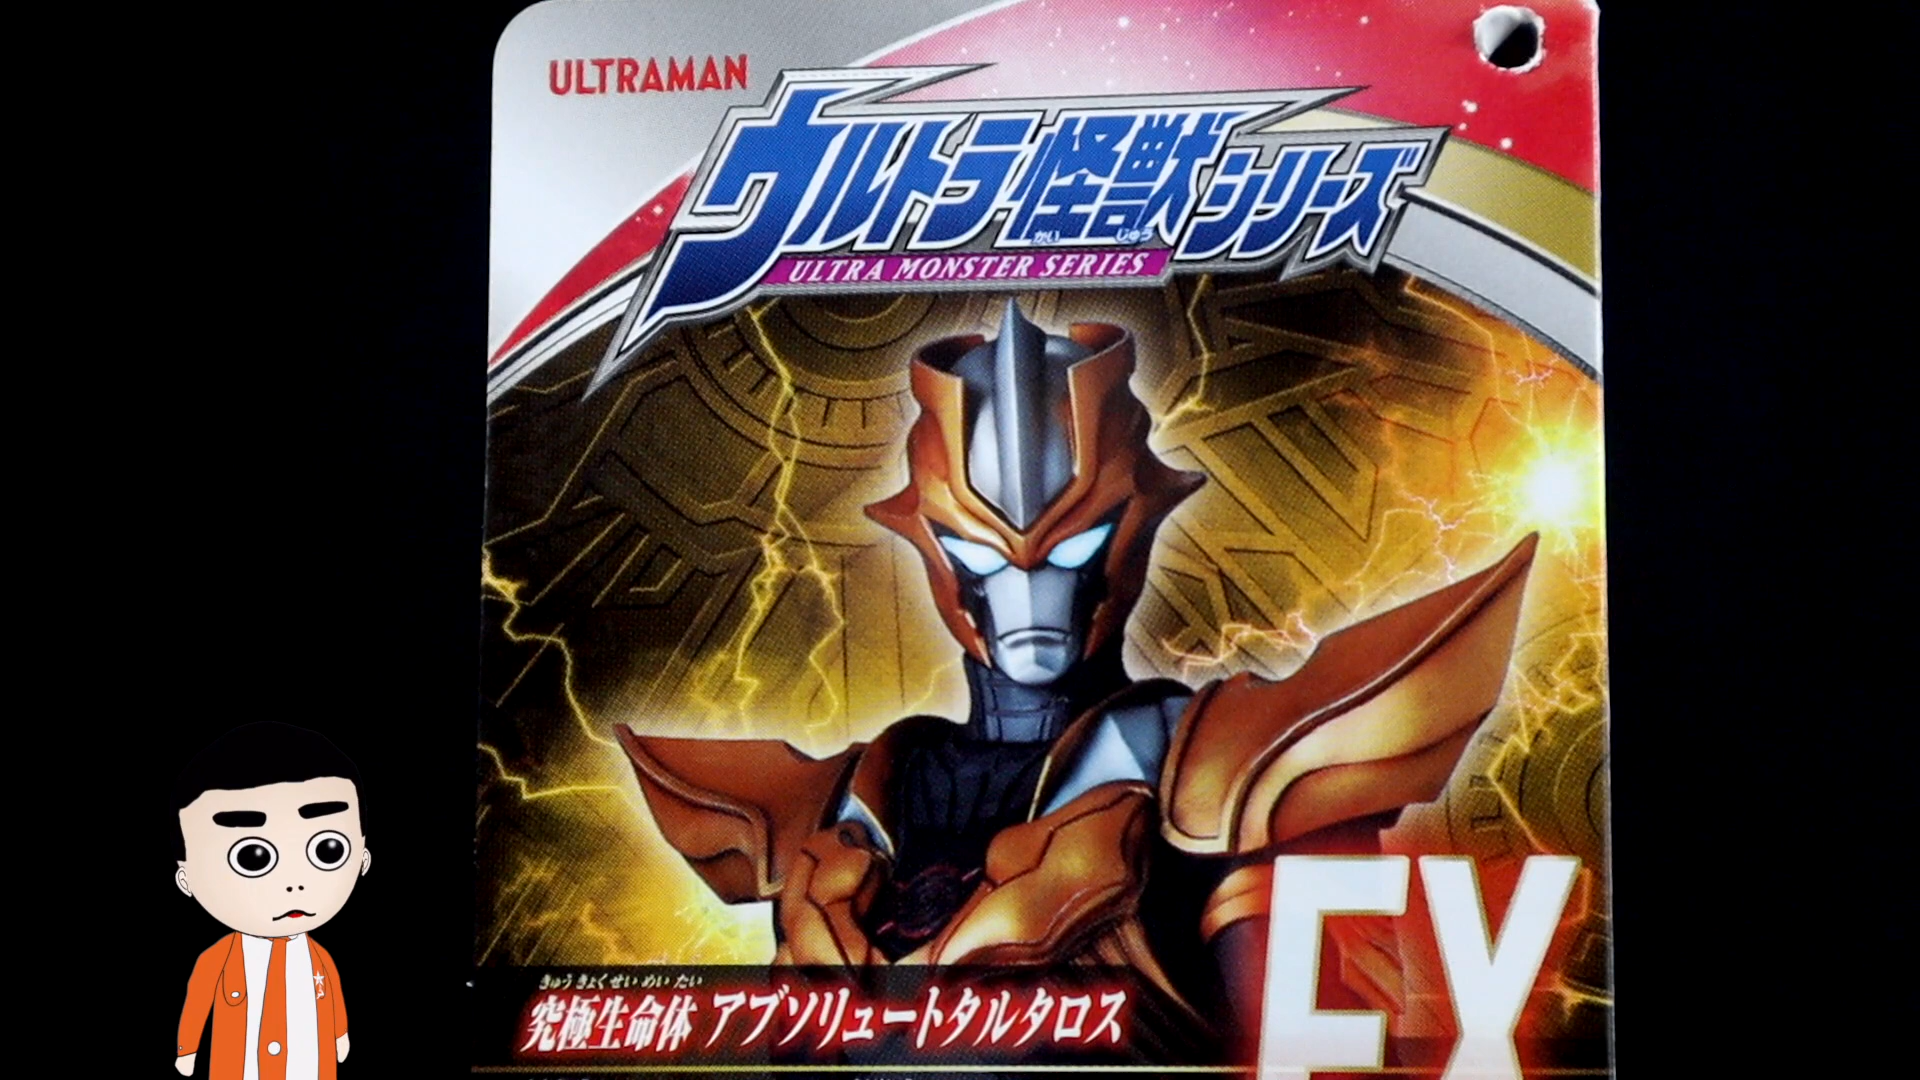 ULTRAMAN
ウルトラ怪獣シリーズ
かい じゅう
ULTRA MONSTER SERIES
きゅうきょくせいめいたい
究極生命体 アブソリュートタルタロス
EX